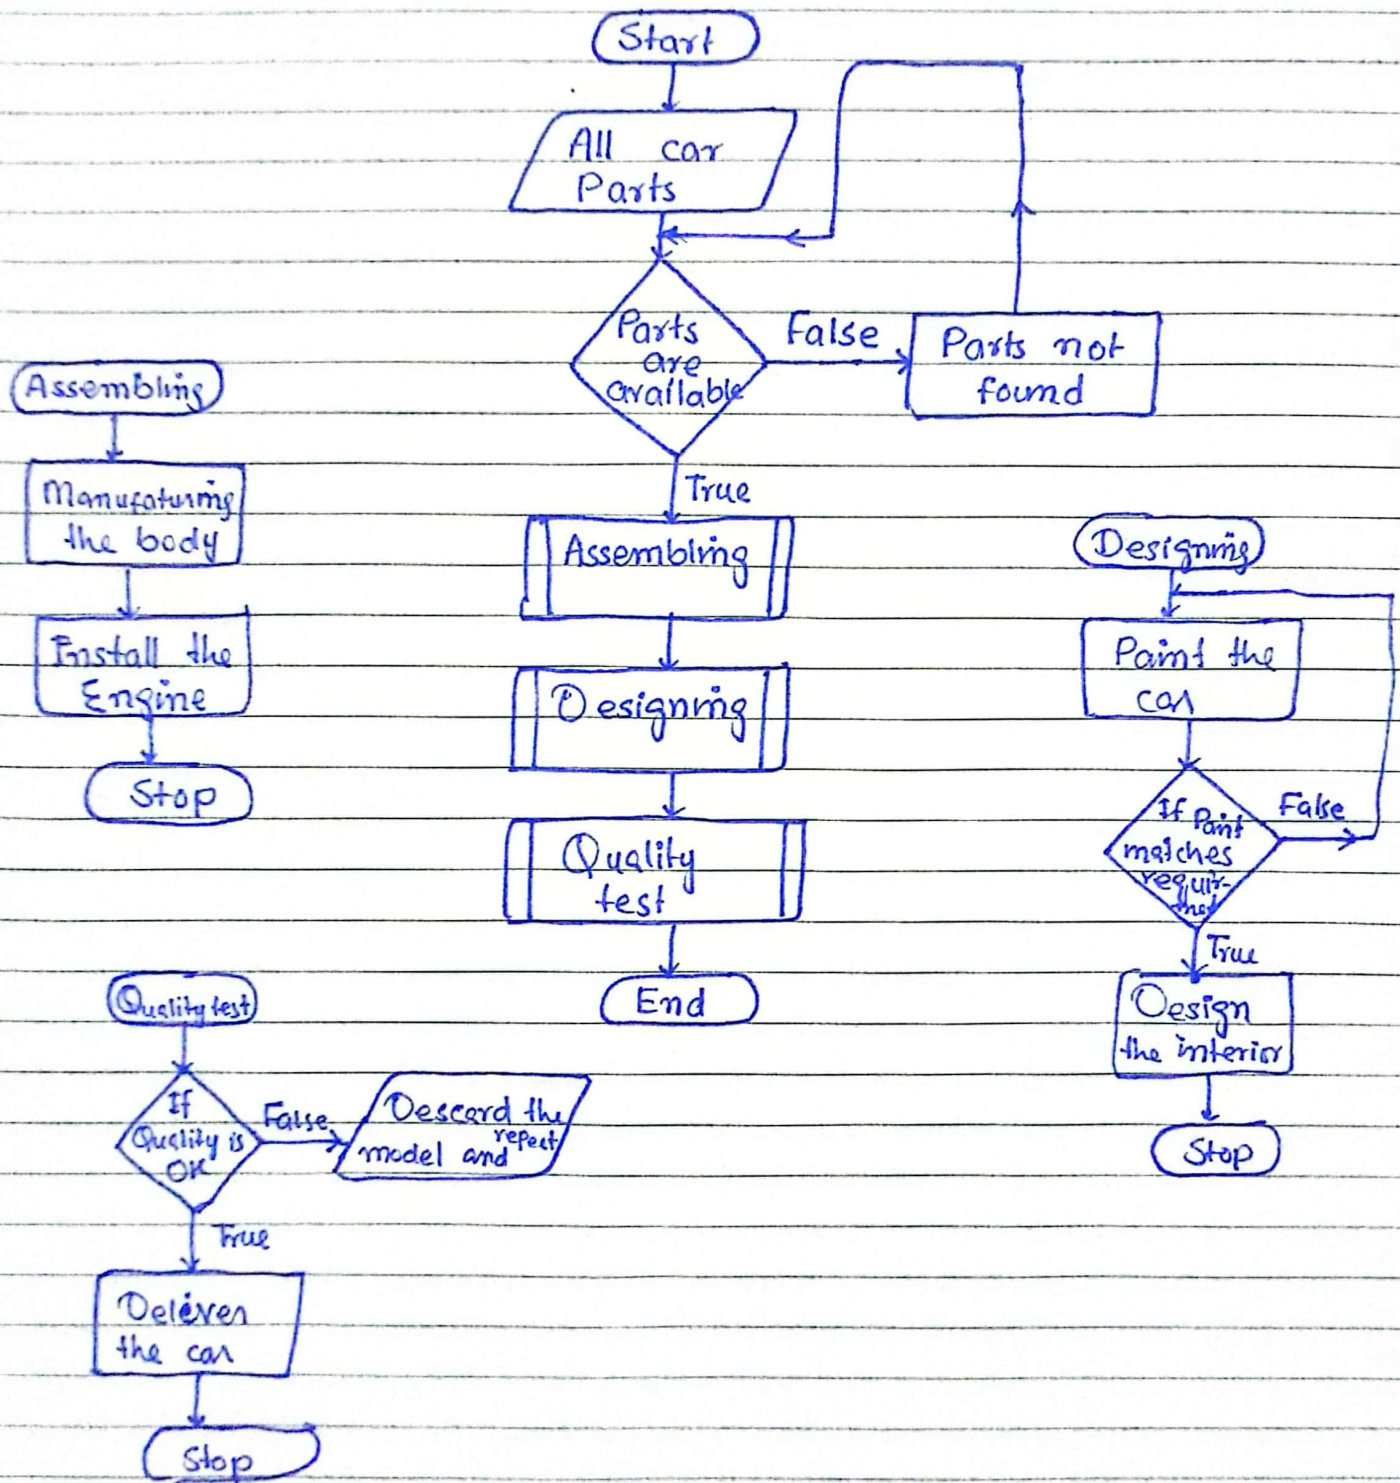 Start
All car
Parts
Parts
are
available
False
Parts not
found
True
Assembling
Designing
Quality
test
End
Assembling
Manufaturing
the body
Install the
Engine
Stop
Designing
Paint the
car
If Paint
matches
requir-
False
True
Design
the interior
Stop
Quality test
If
Quality is
OK
False
Descard the
model and repeat
True
Delever
the car
Stop